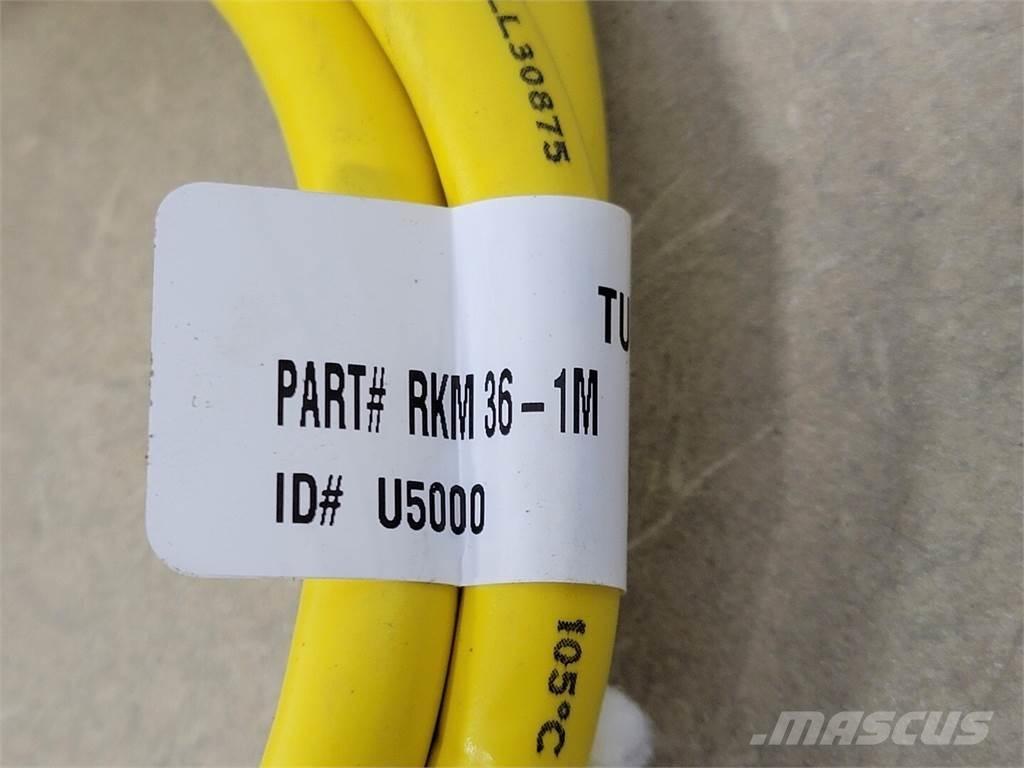 LL30875
TU
PART# RKM 36-1M
ID# U5000
105°C
MASCUS